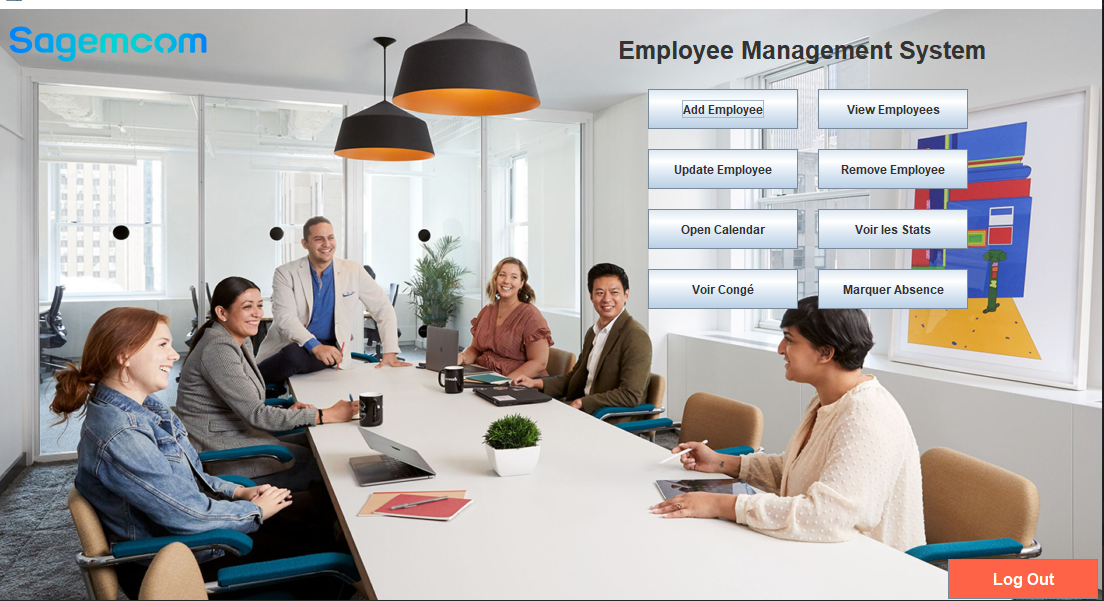 Sagemcom
Employee Management System
Add Employee
View Employees
Update Employee
Remove Employee
Open Calendar
Voir les Stats
Voir Congé
Marquer Absence
Log Out